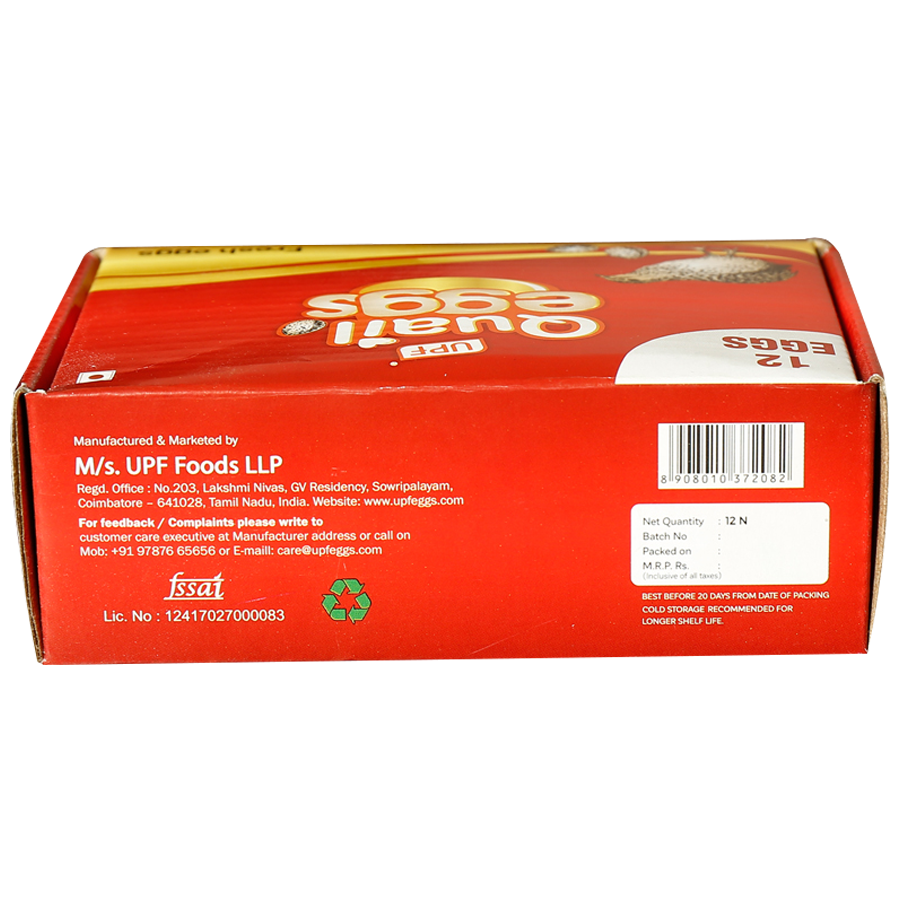 Fresh eggs
Quail
eggs
UPF
12
EGGS
Manufactured & Marketed by
M/s. UPF Foods LLP
Regd. Office : No.203, Lakshmi Nivas, GV Residency, Sowripalayam,
Coimbatore – 641028, Tamil Nadu, India. Website: www.upfeggs.com
For feedback / Complaints please write to
customer care executive at Manufacturer address or call on
Mob: +91 97876 65656 or E-maill: care@upfeggs.com
fssai
Lic. No : 12417027000083
8 908010 372082
Net Quantity : 12 N
Batch No :
Packed on :
M.R.P. Rs. :
(Inclusive of all taxes)
BEST BEFORE 20 DAYS FROM DATE OF PACKING
COLD STORAGE RECOMMENDED FOR
LONGER SHELF LIFE.